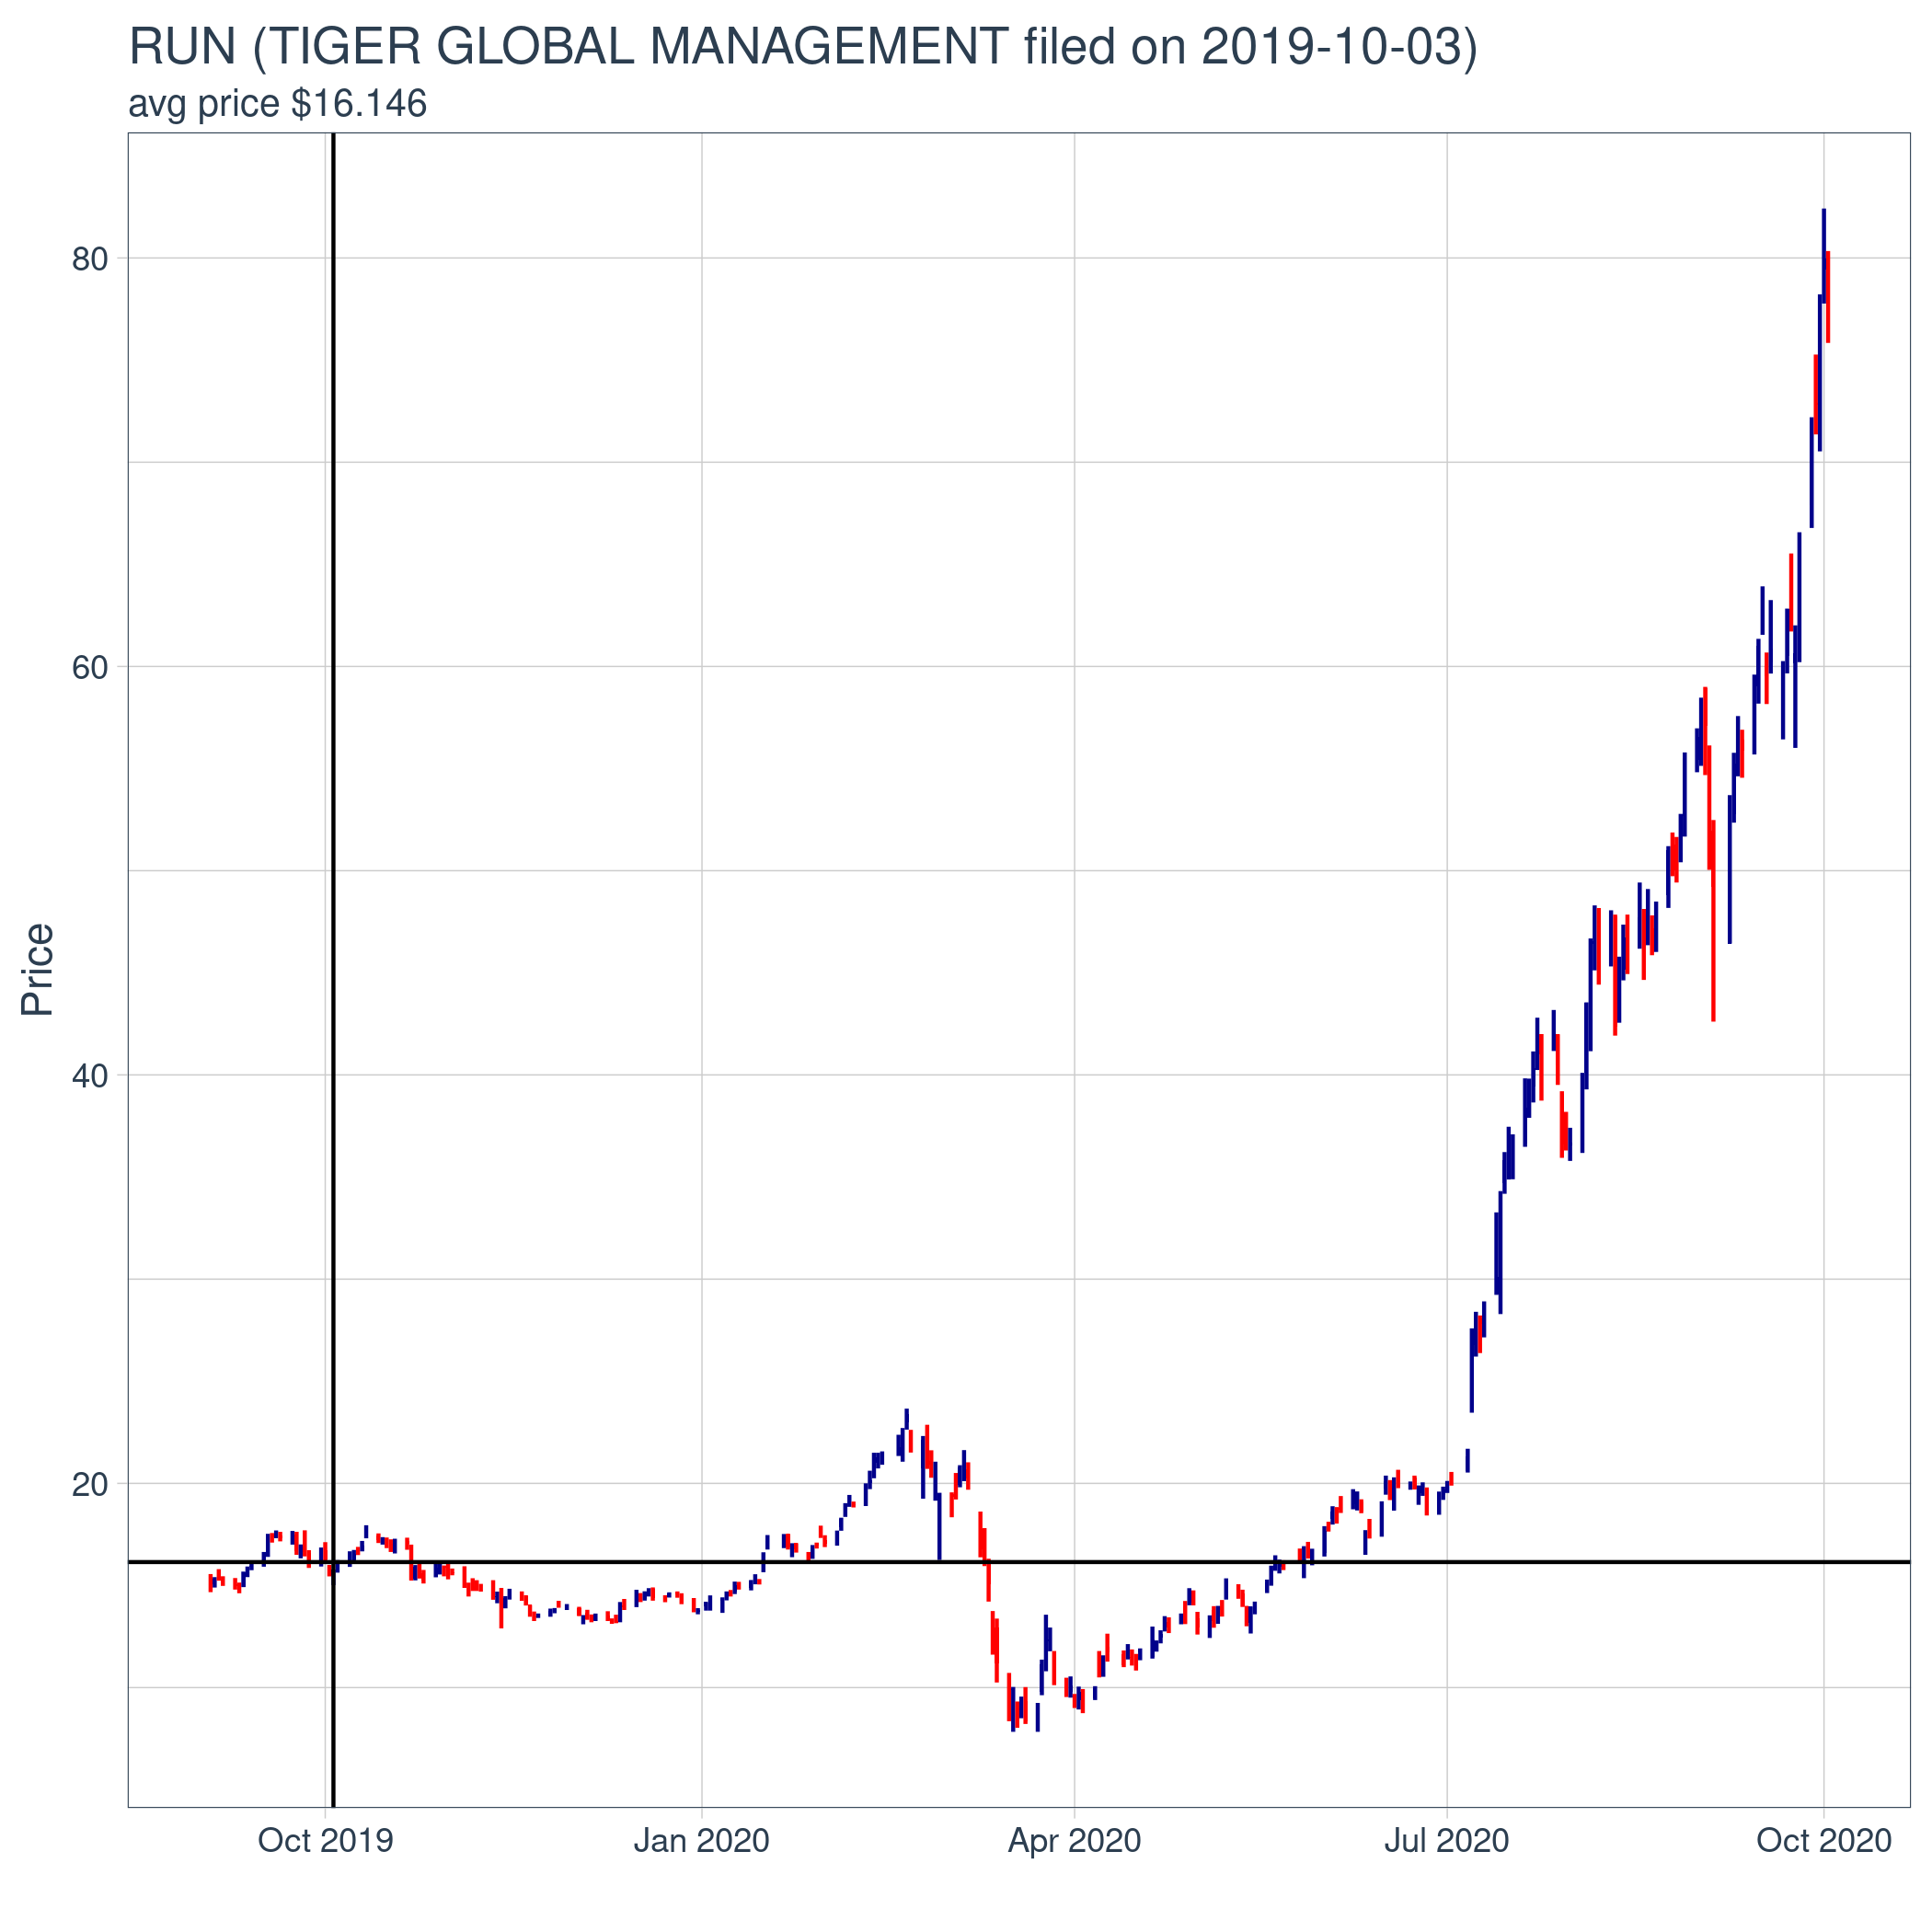 RUN (TIGER GLOBAL MANAGEMENT filed on 2019-10-03)
avg price $16.146
80
60
40
20
Price
Oct 2019
Jan 2020
Apr 2020
Jul 2020
Oct 2020